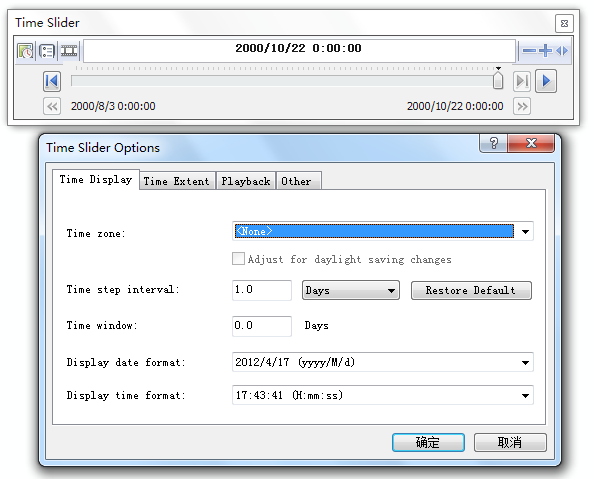 Time Slider
2000/10/22 0:00:00
2000/8/3 0:00:00
2000/10/22 0:00:00
Time Slider Options
Time Display
Time Extent
Playback
Other
Time zone:
<None>
Adjust for daylight saving changes
Time step interval:
1.0
Days
Restore Default
Time window:
0.0
Days
Display date format:
2012/4/17 (yyyy/M/d)
Display time format:
17:43:41 (H:mm:ss)
确定
取消